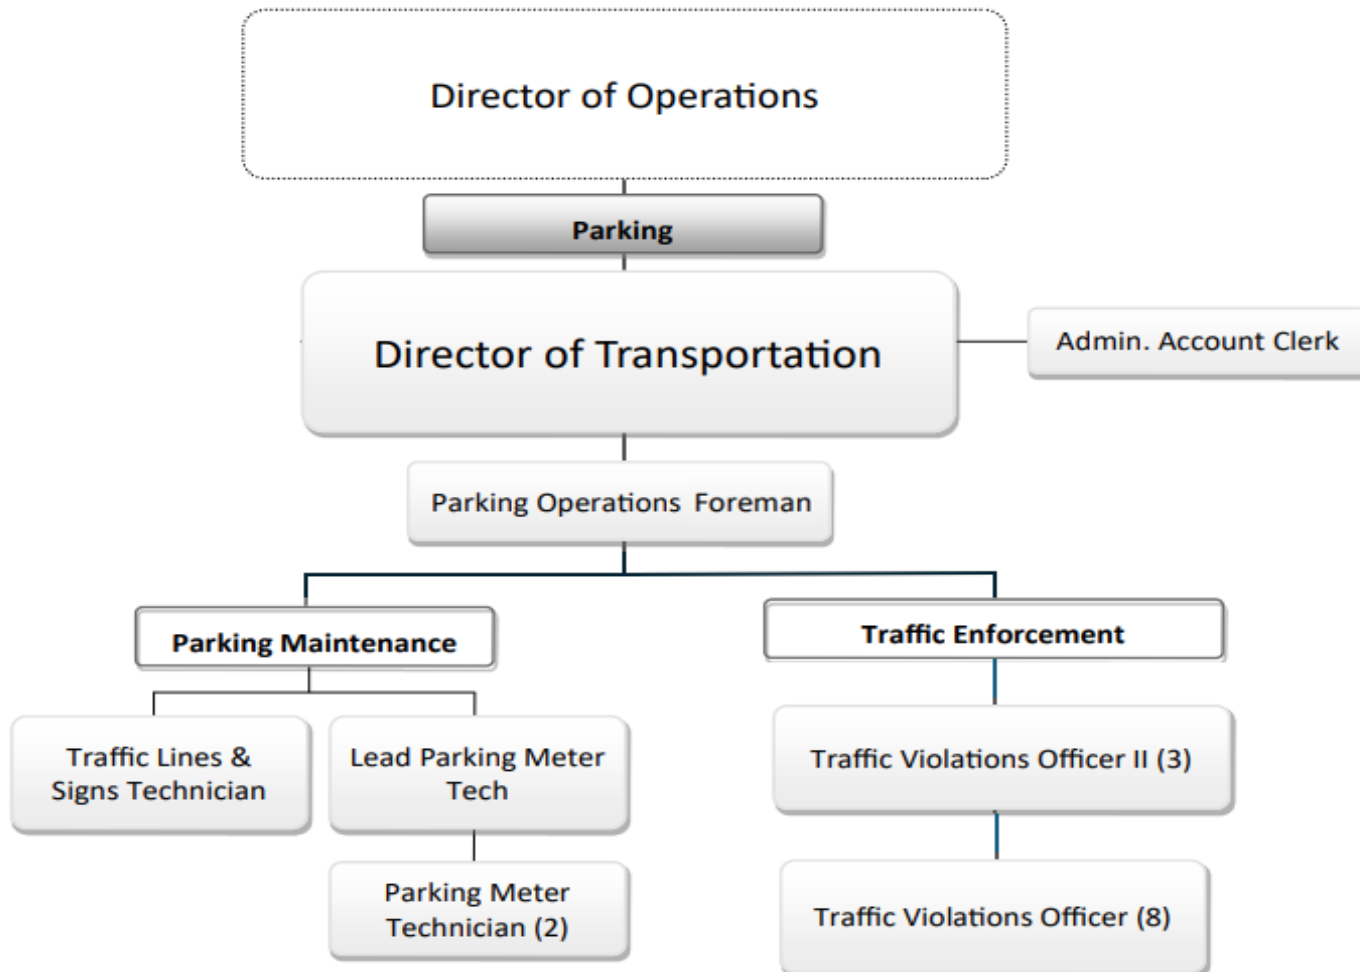 Director of Operations
Parking
Director of Transportation
Admin. Account Clerk
Parking Operations Foreman
Parking Maintenance
Traffic Enforcement
Traffic Lines &
Signs Technician
Lead Parking Meter
Tech
Traffic Violations Officer II (3)
Parking Meter
Technician (2)
Traffic Violations Officer (8)